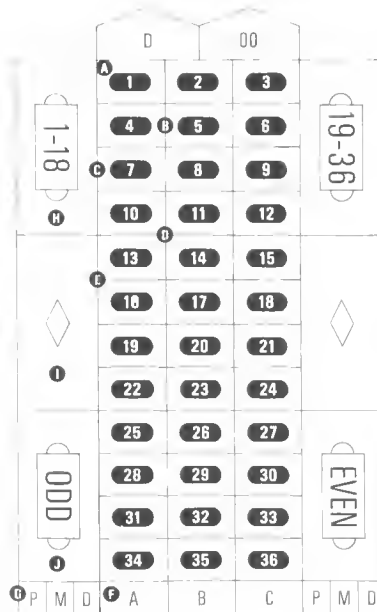 D 00
A
1 2 3
1-18
4 B 5 6
19-36
C 7 8 9
10 11 12
H
D
13 14 15
E
16 17 18
19 20 21
I
22 23 24
25 26 27
ODD
28 29 30
EVEN
31 32 33
J
34 35 36
G P M D F A B C P M D